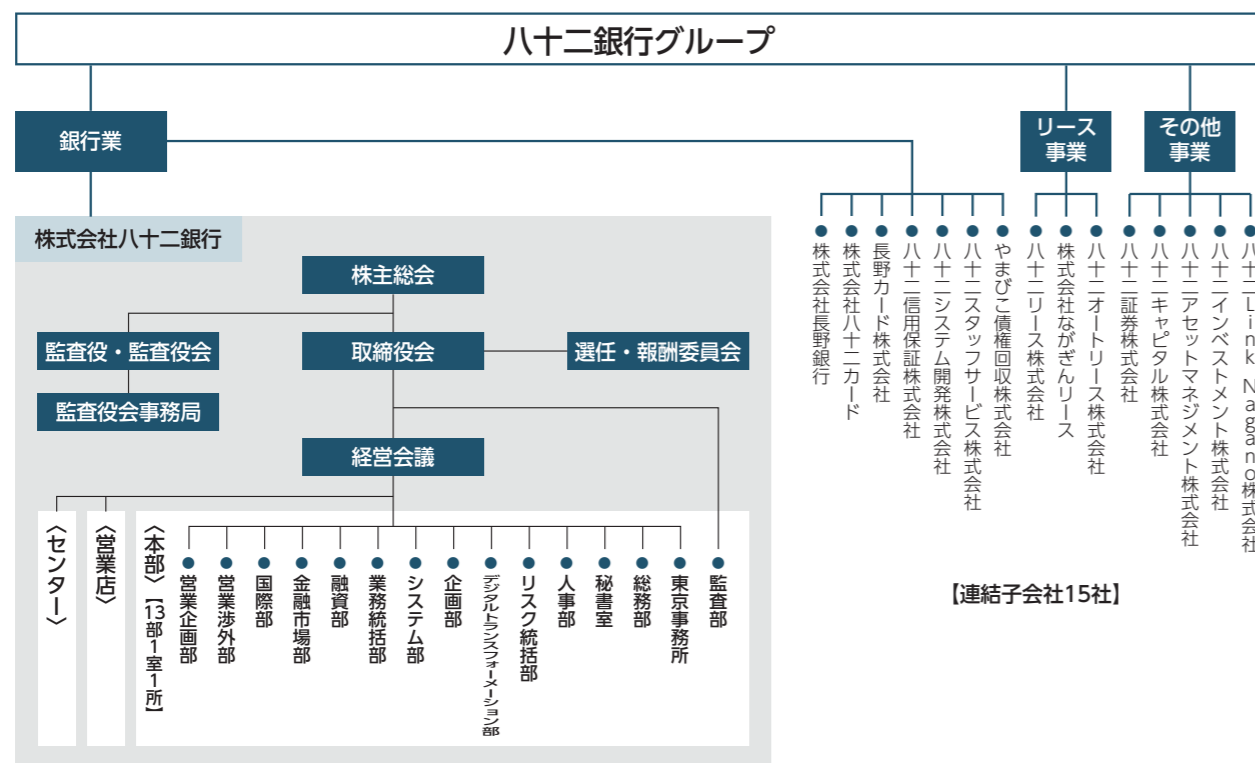 八十二銀行グループ
銀行業
リース
事業
その他
事業
株式会社八十二銀行
株主総会
監査役・監査役会
取締役会
選任・報酬委員会
監査役会事務局
経営会議
〈センター〉
〈営業店〉
〈本部〉【13部1室1所】
営業企画部
営業渉外部
国際部
金融市場部
融資部
業務統括部
システム部
企画部
デジタルトランスフォーメーション部
リスク統括部
人事部
秘書室
総務部
東京事務所
監査部
株式会社長野銀行
株式会社八十二カード
長野カード株式会社
八十二信用保証株式会社
八十二システム開発株式会社
八十二スタッフサービス株式会社
やまびこ債権回収株式会社
八十二リース株式会社
株式会社ながぎんリース
八十二オートリース株式会社
八十二証券株式会社
八十二キャピタル株式会社
八十二アセットマネジメント株式会社
八十二インベストメント株式会社
八十二Link Nagano株式会社
【連結子会社15社】